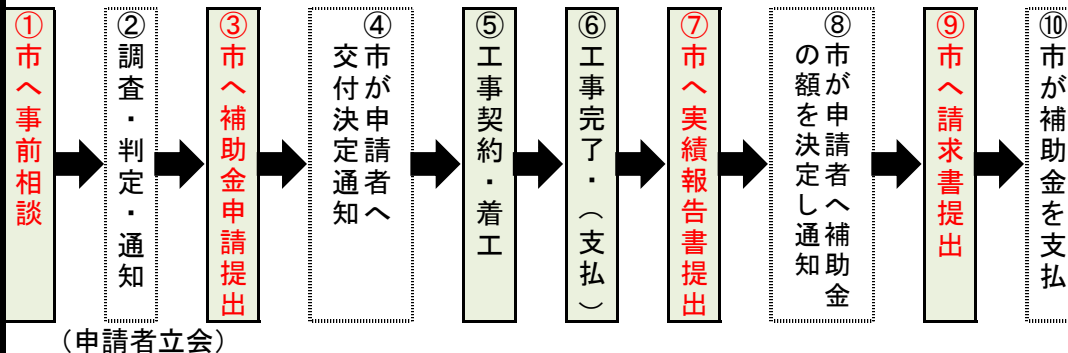 ①市へ事前相談
②調査・判定・通知
③市へ補助金申請提出
④市が申請者へ
交付決定通知
⑤工事契約・着工
⑥工事完了・（支払）
⑦市へ実績報告書提出
⑧市が申請者へ補助金
の額を決定し通知
⑨市へ請求書提出
⑩市が補助金を支払
（申請者立会）